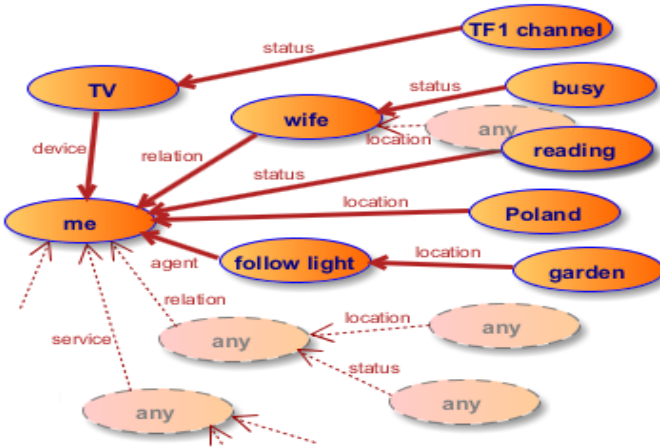 TF1 channel
status
TV
status
busy
wife
any
location
device
relation
reading
status
location
me
Poland
agent
follow light
location
garden
relation
location
any
service
any
status
any
any